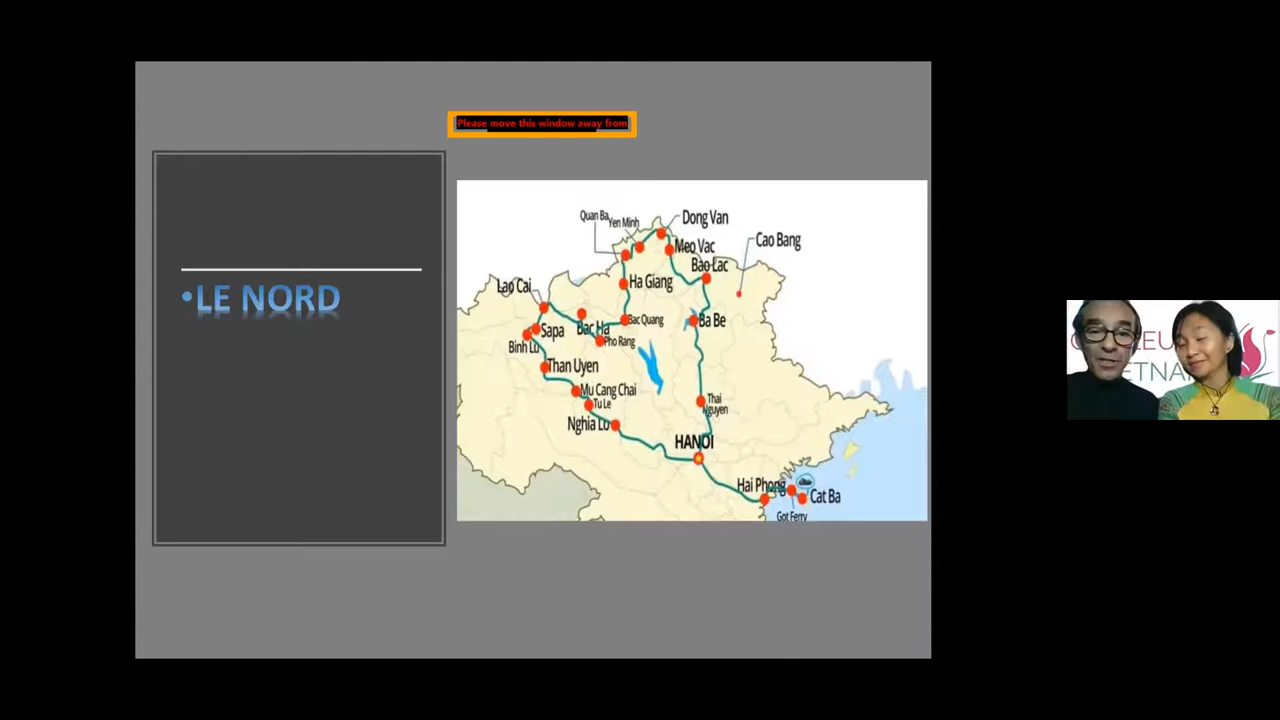 Please move this window away from
•LE NORD
Quan Ba
Yen Minh
Dong Van
Meo Vac
Cao Bang
Bao Lac
Ha Giang
Lao Cai
Bac Quang
Ba Be
Sapa
Bac Ha
Pho Rang
Binh Lu
Than Uyen
Mu Cang Chai
Tu Le
Thai
Nguyen
Nghia Lo
HANOI
Hai Phong
Cat Ba
Got Ferry